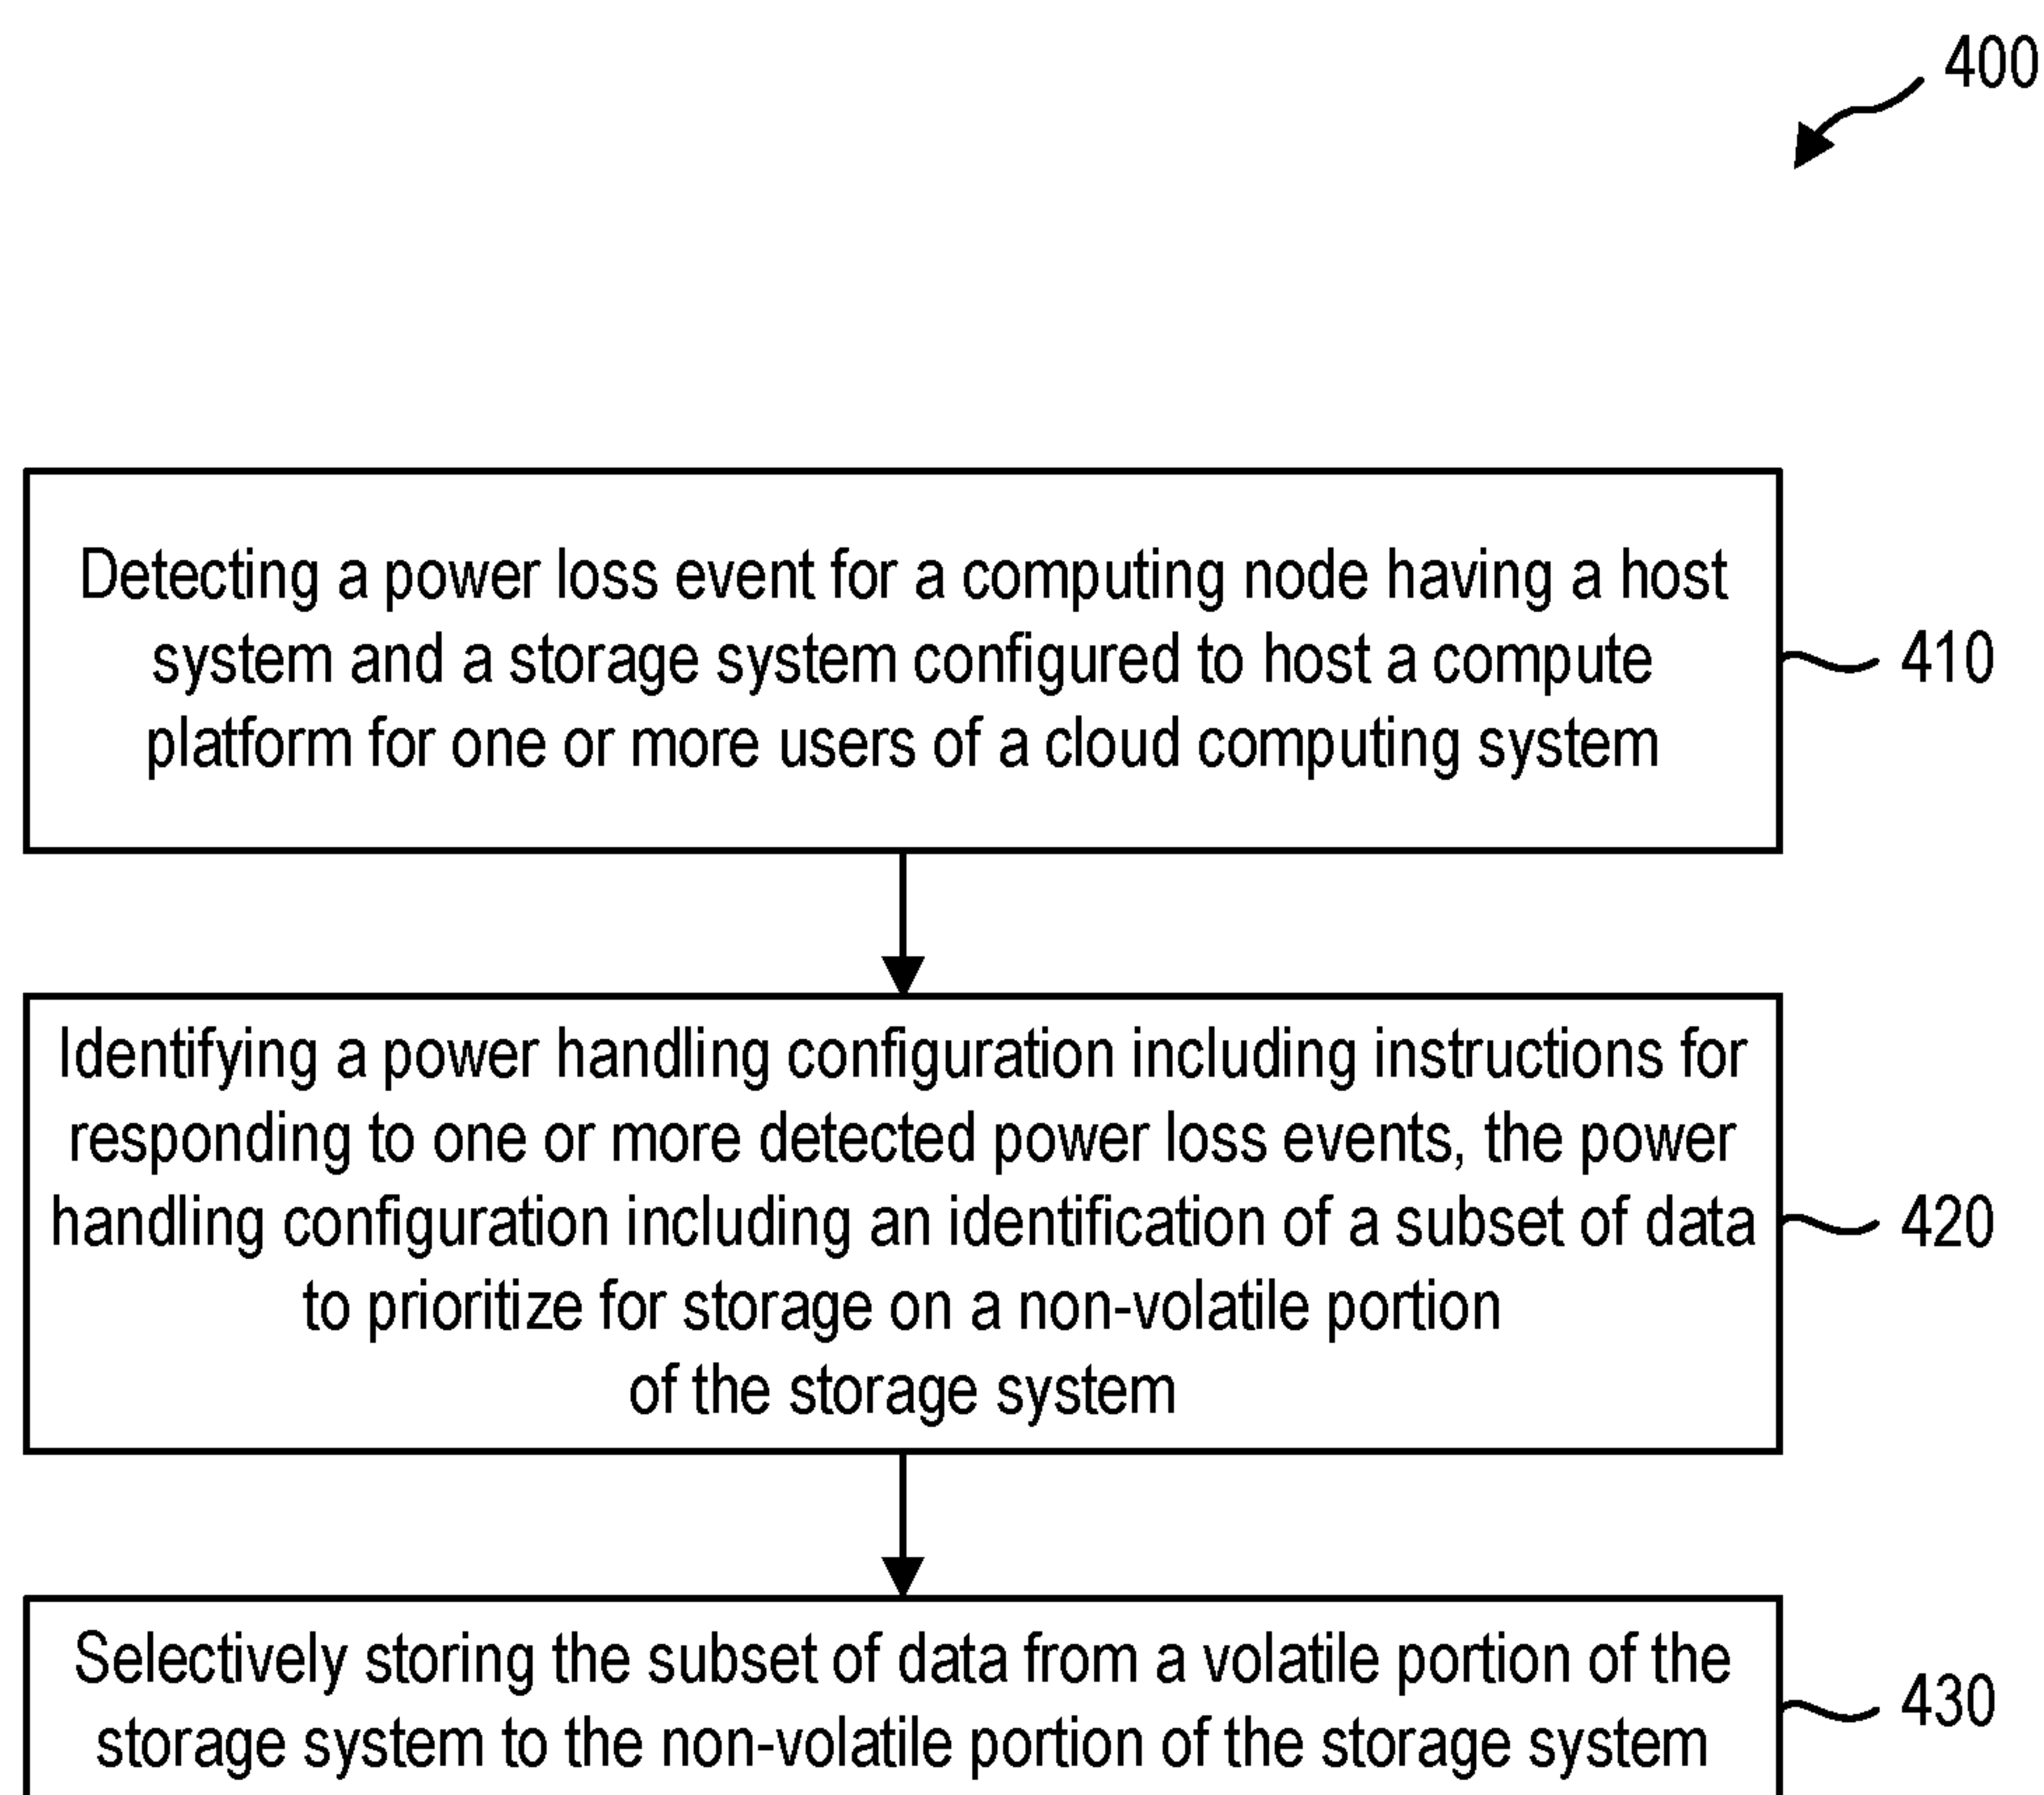 400
Detecting a power loss event for a computing node having a host
system and a storage system configured to host a compute
platform for one or more users of a cloud computing system
410
Identifying a power handling configuration including instructions for
responding to one or more detected power loss events, the power
handling configuration including an identification of a subset of data
to prioritize for storage on a non-volatile portion
of the storage system
420
Selectively storing the subset of data from a volatile portion of the
storage system to the non-volatile portion of the storage system
430